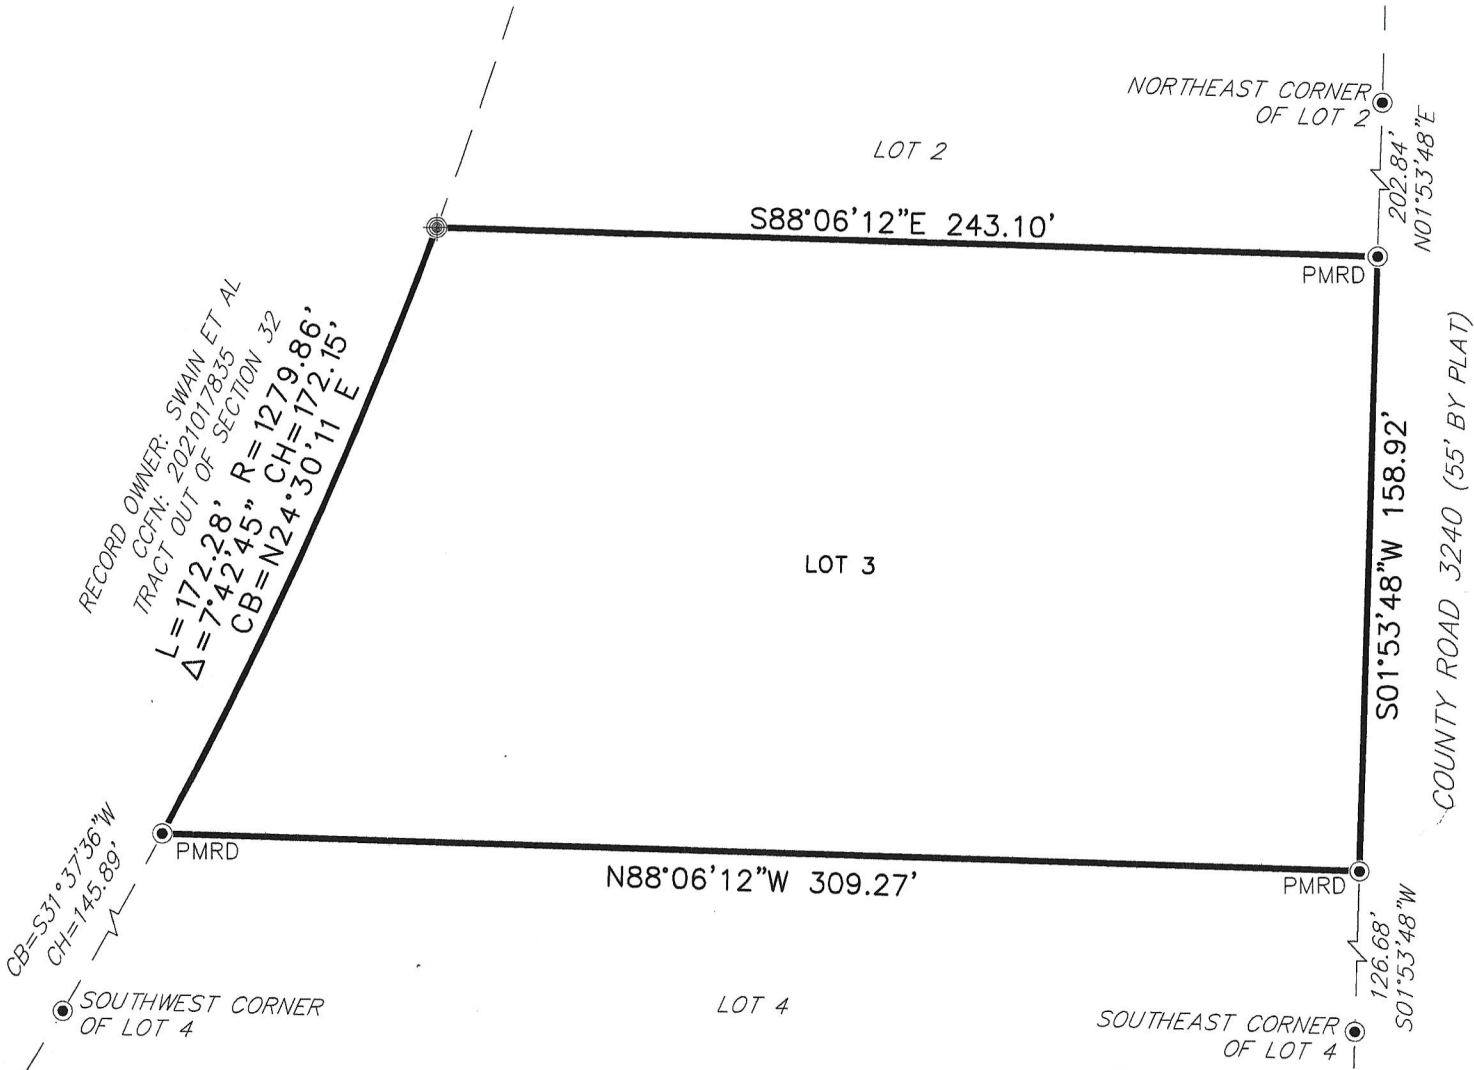 NORTHEAST CORNER
OF LOT 2
202.84'
N01°53'48"E
LOT 2
S88°06'12"E 243.10'
PMRD
RECORD OWNER: SWAIN ET AL
CCFN: 2021017835
TRACT OUT OF SECTION 32
L=172.28' R=1279.86'
Δ=7°42'45" CH=172.15'
CB=N24°30'11 E
LOT 3
S01°53'48"W 158.92'
COUNTY ROAD 3240 (55' BY PLAT)
PMRD
N88°06'12"W 309.27'
PMRD
CB=S31°37'36"W
CH=145.89'
126.68'
S01°53'48"W
SOUTHWEST CORNER
OF LOT 4
LOT 4
SOUTHEAST CORNER
OF LOT 4